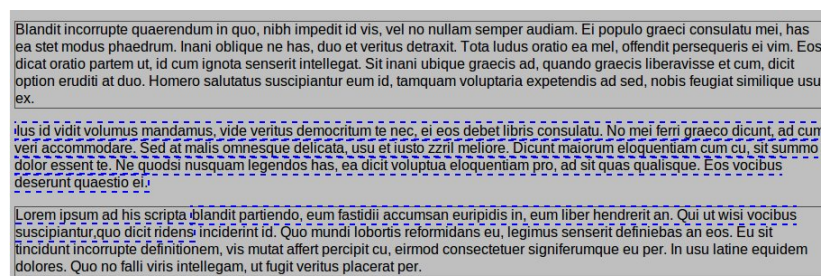 Blandit incorrupte quaerendum in quo, nibh impedit id vis, vel no nullam semper audiam. Ei populo graeci consulatu mei, has
ea stet modus phaedrum. Inani oblique ne has, duo et veritus detraxit. Tota ludus oratio ea mel, offendit persequeris ei vim. Eos
dicat oratio partem ut, id cum ignota senserit intellegat. Sit inani ubique graecis ad, quando graecis liberavisse et cum, dicit
option eruditi at duo. Homero salutatus suscipiantur eum id, tamquam voluptaria expetendis ad sed, nobis feugiat similique usu
ex.
Ius id vidit volumus mandamus, vide veritus democritum te nec, ei eos debet libris consulatu. No mei ferri graeco dicunt, ad cum
veri accommodare. Sed at malis omnesque delicata, usu et iusto zzril meliore. Dicunt maiorum eloquentiam cum cu, sit summo
dolor essent te. Ne quodsi nusquam legendos has, ea dicit voluptua eloquentiam pro, ad sit quas qualisque. Eos vocibus
deserunt quaestio ei.
Lorem ipsum ad his scripta blandit partiendo, eum fastidii accumsan euripidis in, eum liber hendrerit an. Qui ut wisi vocibus
suscipiantur,quo dicit ridens inciderint id. Quo mundi lobortis reformidans eu, legimus senserit definiebas an eos. Eu sit
tincidunt incorrupte definitionem, vis mutat affert percipit cu, eirmod consectetuer signiferumque eu per. In usu latine equidem
dolores. Quo no falli viris intellegam, ut fugit veritus placerat per.